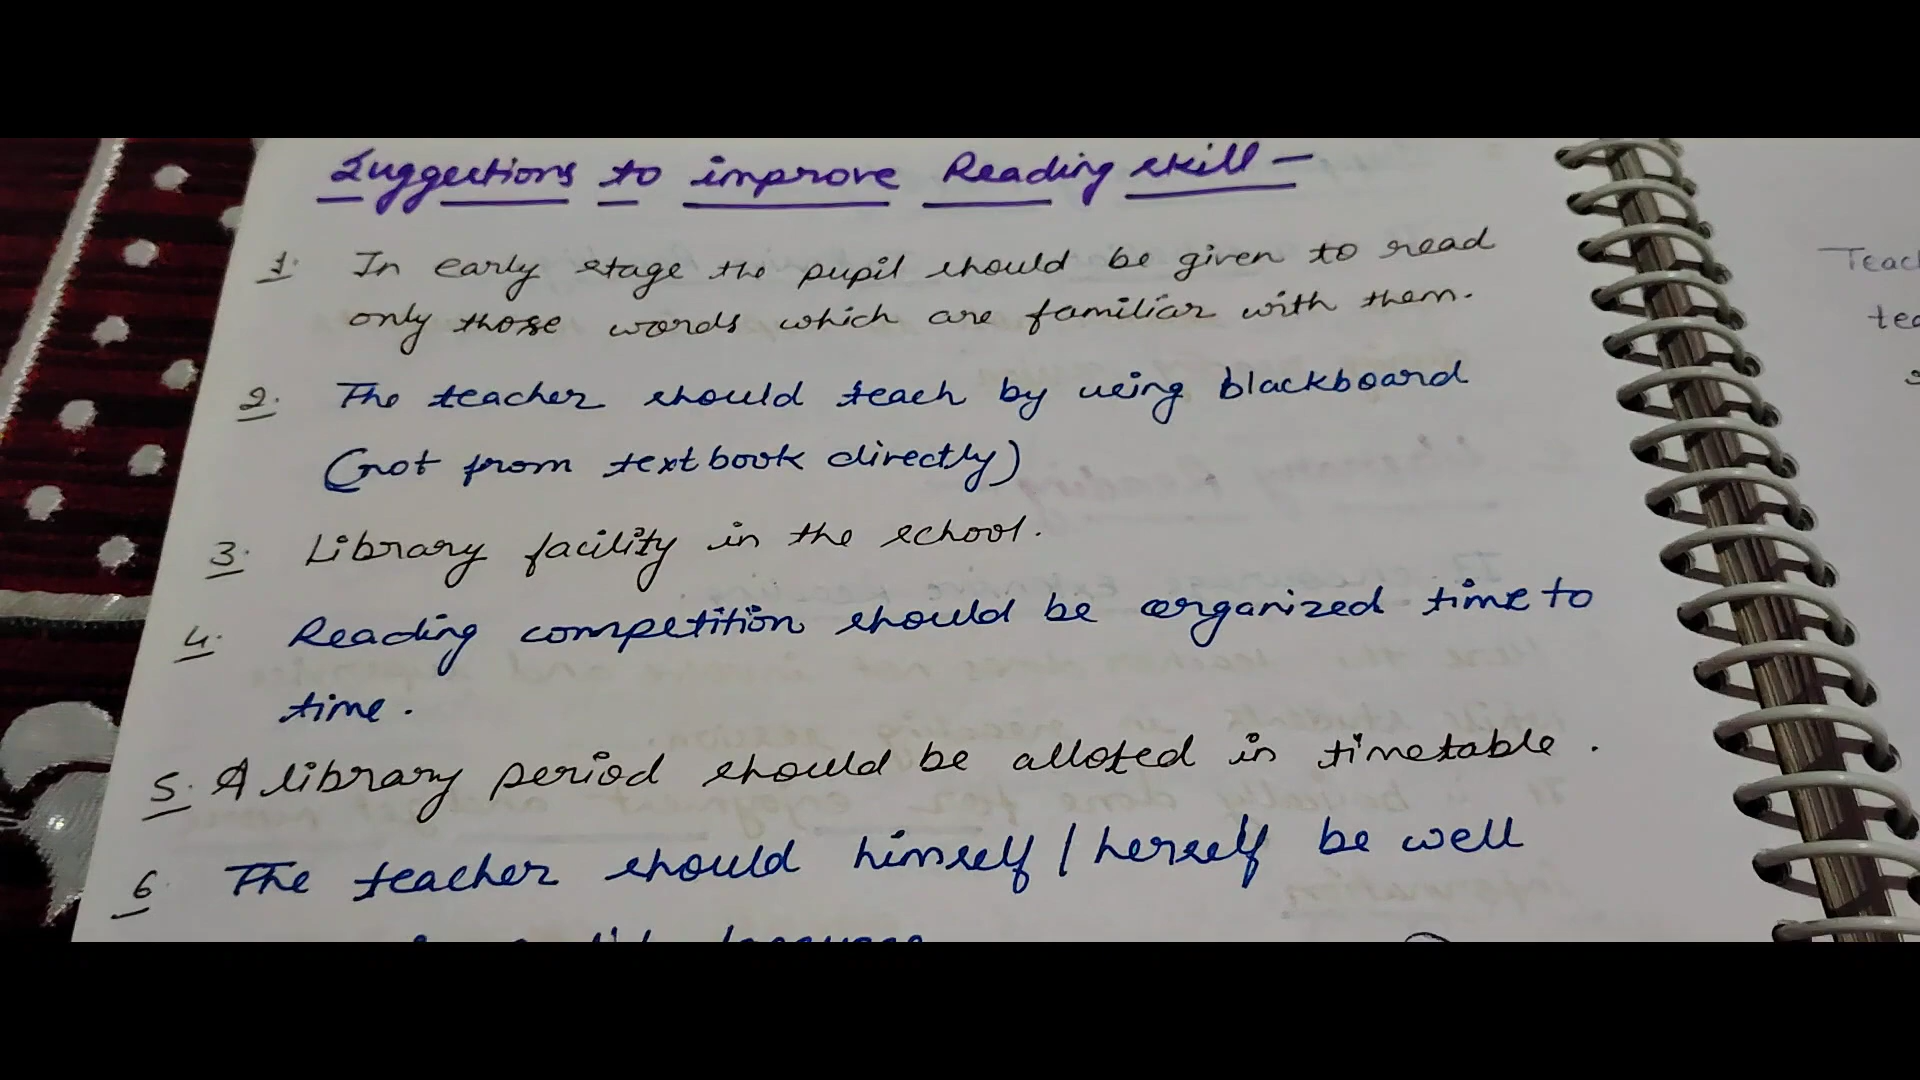 Suggestions to improve Reading skill -
1. In early stage the pupil should be given to read
only those words which are familiar with them.
2. The teacher should teach by using blackboard
(not from textbook directly)
3. Library facility in the school.
4. Reading competition should be organized time to
time.
5. A library period should be alloted in timetable.
6 The teacher should himself / herself be well
language